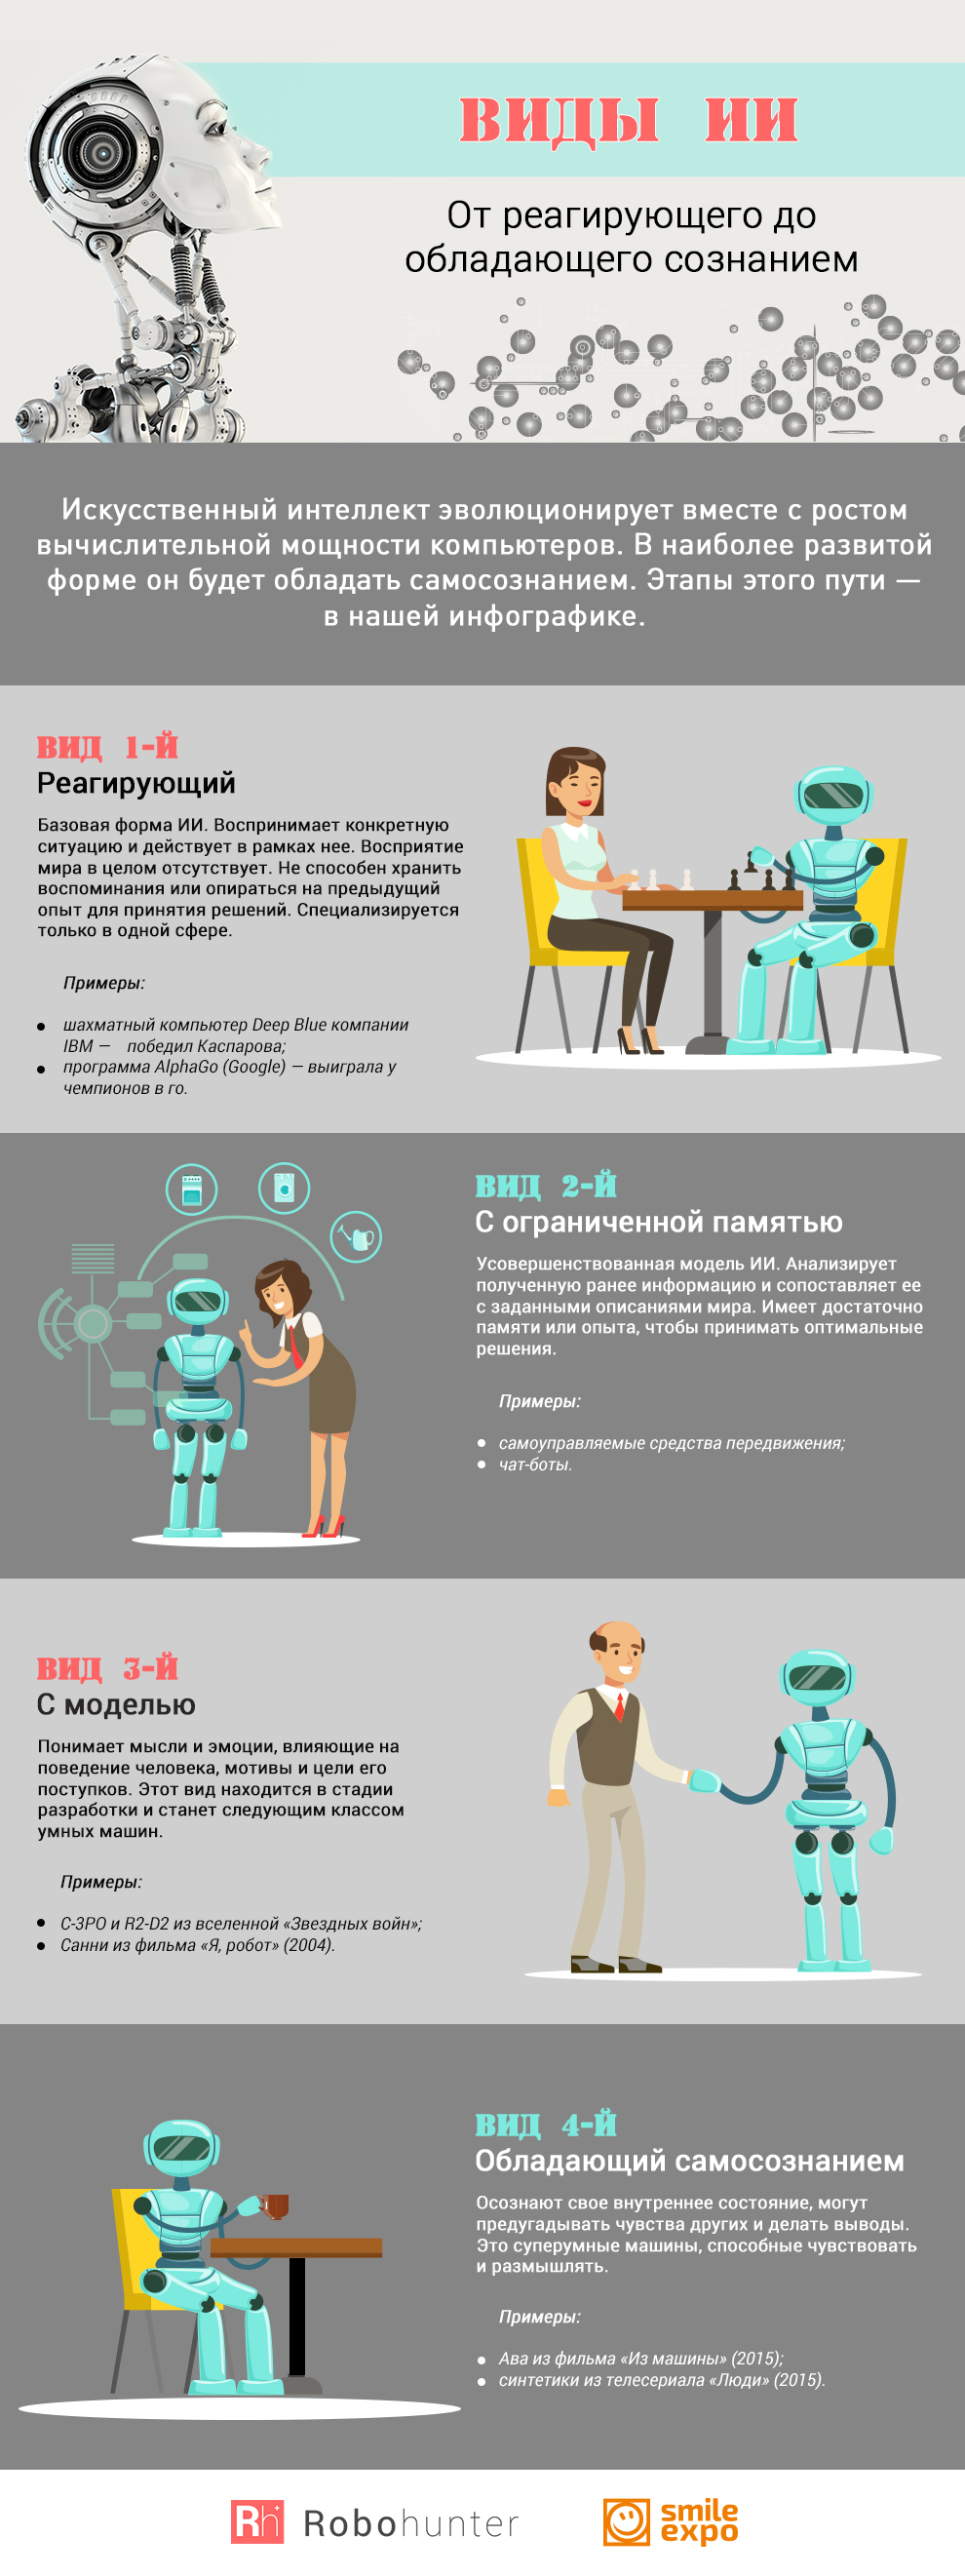 ВИДЫ ИИ
От реагирующего до
обладающего сознанием
Искусственный интеллект эволюционирует вместе с ростом
вычислительной мощности компьютеров. В наиболее развитой
форме он будет обладать самосознанием. Этапы этого пути —
в нашей инфографике.
ВИД 1-Й
Реагирующий
Базовая форма ИИ. Воспринимает конкретную
ситуацию и действует в рамках нее. Восприятие
мира в целом отсутствует. Не способен хранить
воспоминания или опираться на предыдущий
опыт для принятия решений. Специализируется
только в одной сфере.
Примеры:
• шахматный компьютер Deep Blue компании
IBM — победил Каспарова;
• программа AlphaGo (Google) — выиграла у
чемпионов в го.
ВИД 2-Й
С ограниченной памятью
Усовершенствованная модель ИИ. Анализирует
полученную ранее информацию и сопоставляет ее
с заданными описаниями мира. Имеет достаточно
памяти или опыта, чтобы принимать оптимальные
решения.
Примеры:
• самоуправляемые средства передвижения;
• чат-боты.
ВИД 3-Й
С моделью
Понимает мысли и эмоции, влияющие на
поведение человека, мотивы и цели его
поступков. Этот вид находится в стадии
разработки и станет следующим классом
умных машин.
Примеры:
• C-3PO и R2-D2 из вселенной «Звездных войн»;
• Санни из фильма «Я, робот» (2004).
ВИД 4-Й
Обладающий самосознанием
Осознают свое внутреннее состояние, могут
предугадывать чувства других и делать выводы.
Это суперумные машины, способные чувствовать
и размышлять.
Примеры:
• Ава из фильма «Из машины» (2015);
• синтетики из телесериала «Люди» (2015).
Rh Robohunter
smile
expo